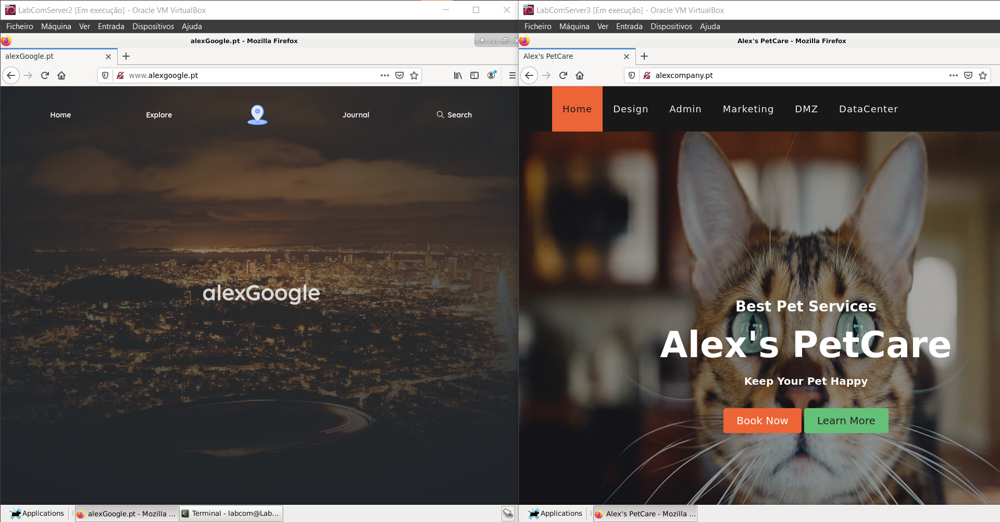 LabComServer2 [Em execução] - Oracle VM VirtualBox
Ficheiro Máquina Ver Entrada Dispositivos Ajuda
alexGoogle.pt - Mozilla Firefox
alexGoogle.pt
www.alexgoogle.pt
Home Explore Journal Search
alexGoogle
Applications alexGoogle.pt - Mozilla ... Terminal - labcom@Lab...
LabComServer3 [Em execução] - Oracle VM VirtualBox
Ficheiro Máquina Ver Entrada Dispositivos Ajuda
Alex's PetCare - Mozilla Firefox
Alex's PetCare
alexcompany.pt
Home Design Admin Marketing DMZ DataCenter
Best Pet Services
Alex's PetCare
Keep Your Pet Happy
Book Now Learn More
Applications Alex's PetCare - Mozilla ...